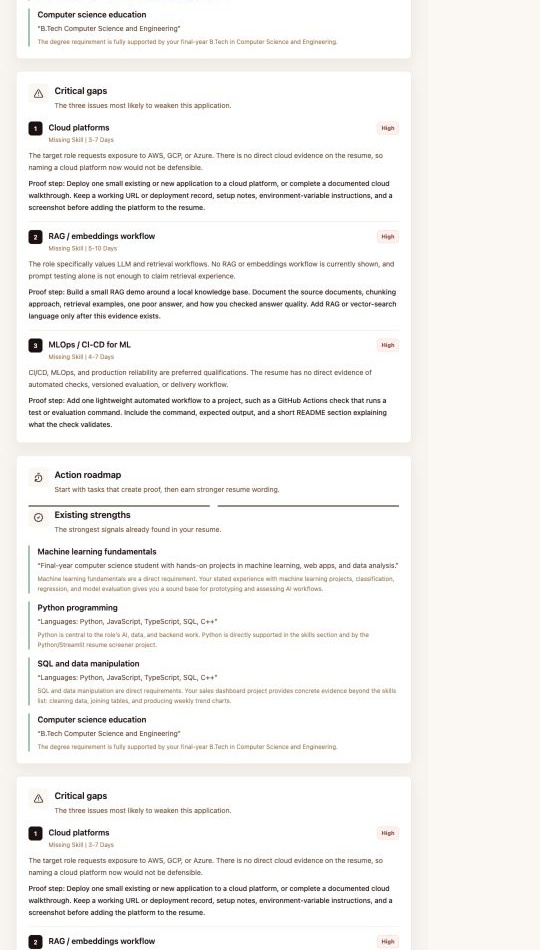 Computer science education
"B.Tech Computer Science and Engineering"
The degree requirement is fully supported by your final-year B.Tech in Computer Science and Engineering.
Critical gaps
The three issues most likely to weaken this application.
1 Cloud platforms High
Missing Skill | 3-7 Days
The target role requests exposure to AWS, GCP, or Azure. There is no direct cloud evidence on the resume, so
naming a cloud platform now would not be defensible.
Proof step: Deploy one small existing or new application to a cloud platform, or complete a documented cloud
walkthrough. Keep a working URL or deployment record, setup notes, environment-variable instructions, and a
screenshot before adding the platform to the resume.
2 RAG / embeddings workflow High
Missing Skill | 5-10 Days
The role specifically values LLM and retrieval workflows. No RAG or embeddings workflow is currently shown, and
prompt testing alone is not enough to claim retrieval experience.
Proof step: Build a small RAG demo around a local knowledge base. Document the source documents, chunking
approach, retrieval examples, one poor answer, and how you checked answer quality. Add RAG or vector-search
language only after this evidence exists.
3 MLOps / CI-CD for ML High
Missing Skill | 4-7 Days
CI/CD, MLOps, and production reliability are preferred qualifications. The resume has no direct evidence of
automated checks, versioned evaluation, or delivery workflow.
Proof step: Add one lightweight automated workflow to a project, such as a GitHub Actions check that runs a
test or evaluation command. Include the command, expected output, and a short README section explaining
what the check validates.
Action roadmap
Start with tasks that create proof, then earn stronger resume wording.
Existing strengths
The strongest signals already found in your resume.
Machine learning fundamentals
"Final-year computer science student with hands-on projects in machine learning, web apps, and data analysis."
Machine learning fundamentals are a direct requirement. Your stated experience with machine learning projects, classification,
regression, and model evaluation gives you a sound base for prototyping and assessing AI workflows.
Python programming
"Languages: Python, JavaScript, TypeScript, SQL, C++"
Python is central to the role's AI, data, and backend work. Python is directly supported in the skills section and by the
Python/Streamlit resume screener project.
SQL and data manipulation
"Languages: Python, JavaScript, TypeScript, SQL, C++"
SQL and data manipulation are direct requirements. Your sales dashboard project provides concrete evidence beyond the skills
list: cleaning data, joining tables, and producing weekly trend charts.
Computer science education
"B.Tech Computer Science and Engineering"
The degree requirement is fully supported by your final-year B.Tech in Computer Science and Engineering.
Critical gaps
The three issues most likely to weaken this application.
1 Cloud platforms High
Missing Skill | 3-7 Days
The target role requests exposure to AWS, GCP, or Azure. There is no direct cloud evidence on the resume, so
naming a cloud platform now would not be defensible.
Proof step: Deploy one small existing or new application to a cloud platform, or complete a documented cloud
walkthrough. Keep a working URL or deployment record, setup notes, environment-variable instructions, and a
screenshot before adding the platform to the resume.
2 RAG / embeddings workflow High